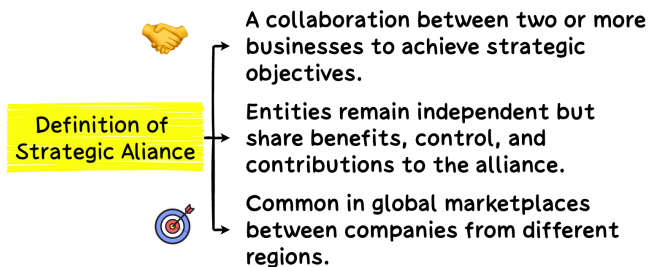 A collaboration between two or more
businesses to achieve strategic
objectives.
Definition of
Strategic Aliance
Entities remain independent but
share benefits, control, and
contributions to the alliance.
Common in global marketplaces
between companies from different
regions.